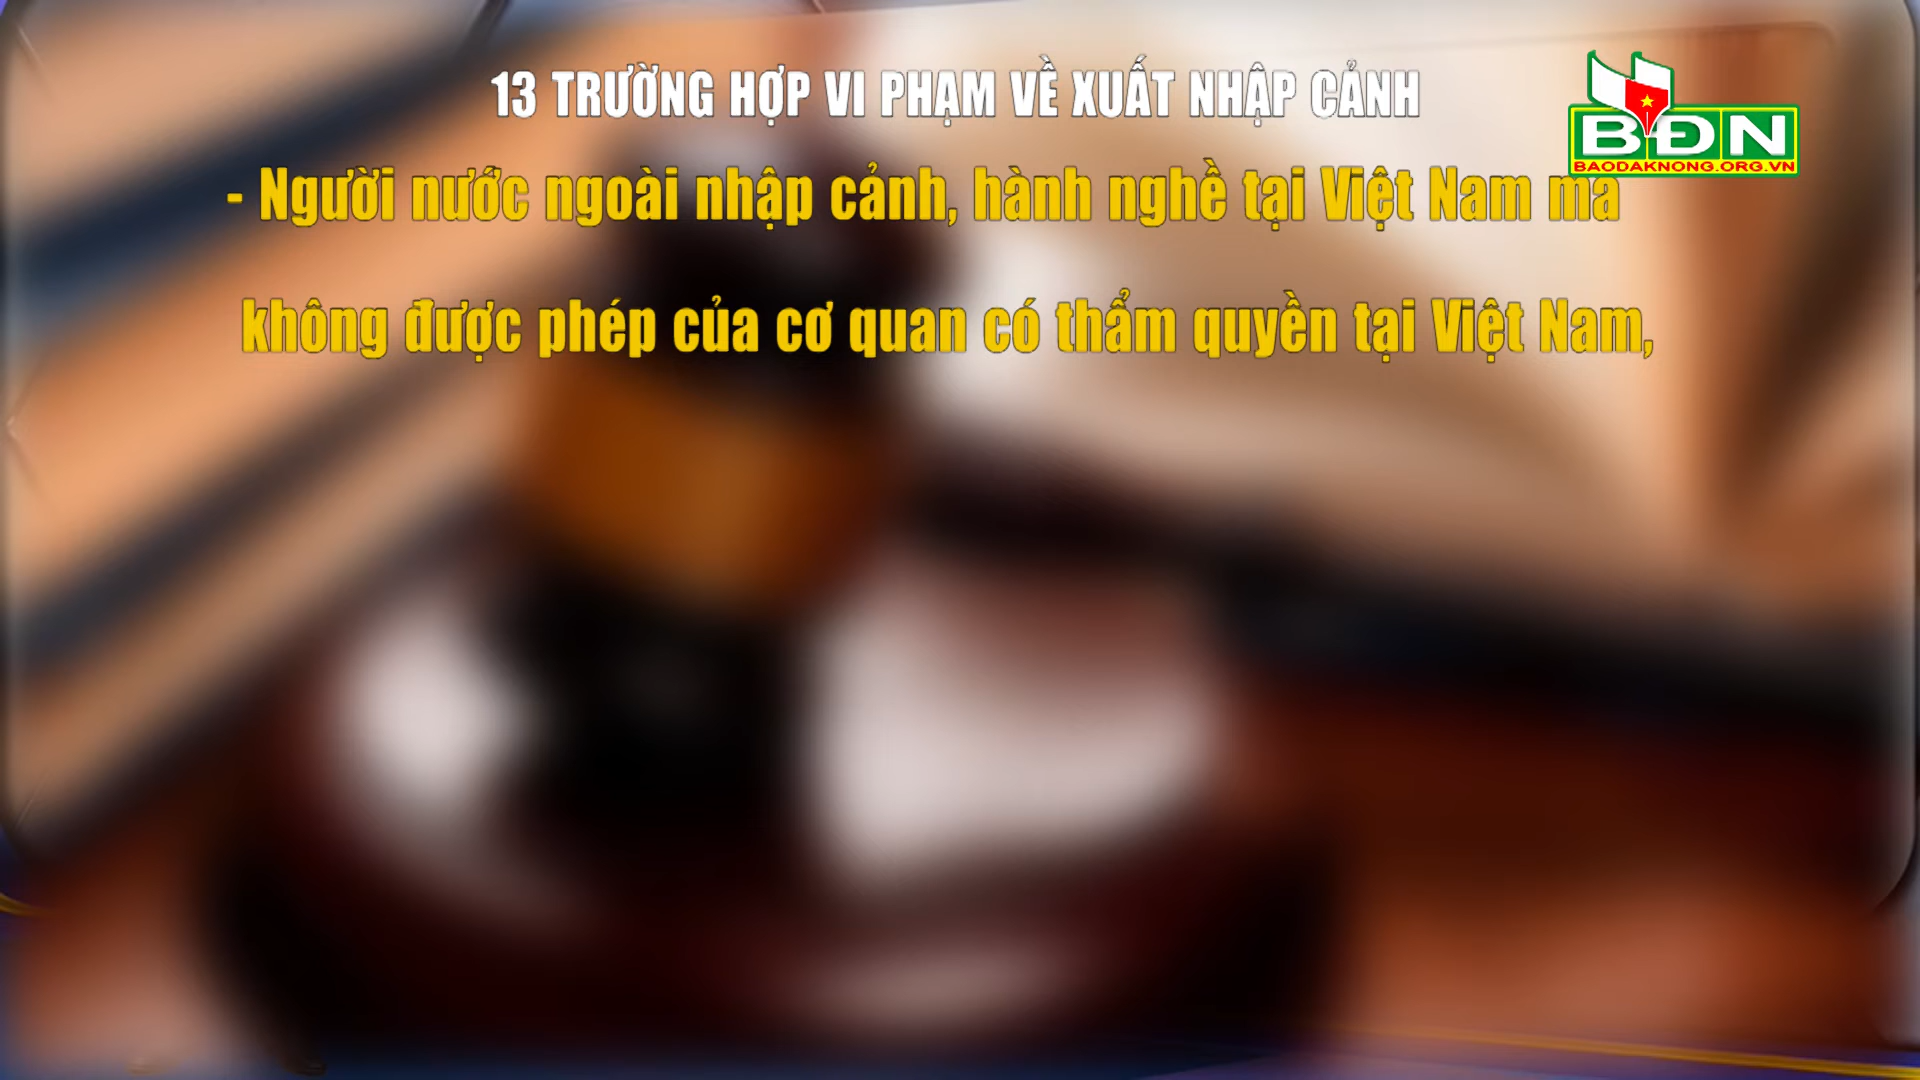 13 TRƯỜNG HỢP VI PHẠM VỀ XUẤT NHẬP CẢNH
BĐN
BAODAKNONG.ORG.VN
- Người nước ngoài nhập cảnh, hành nghề tại Việt Nam mà
không được phép của cơ quan có thẩm quyền tại Việt Nam,